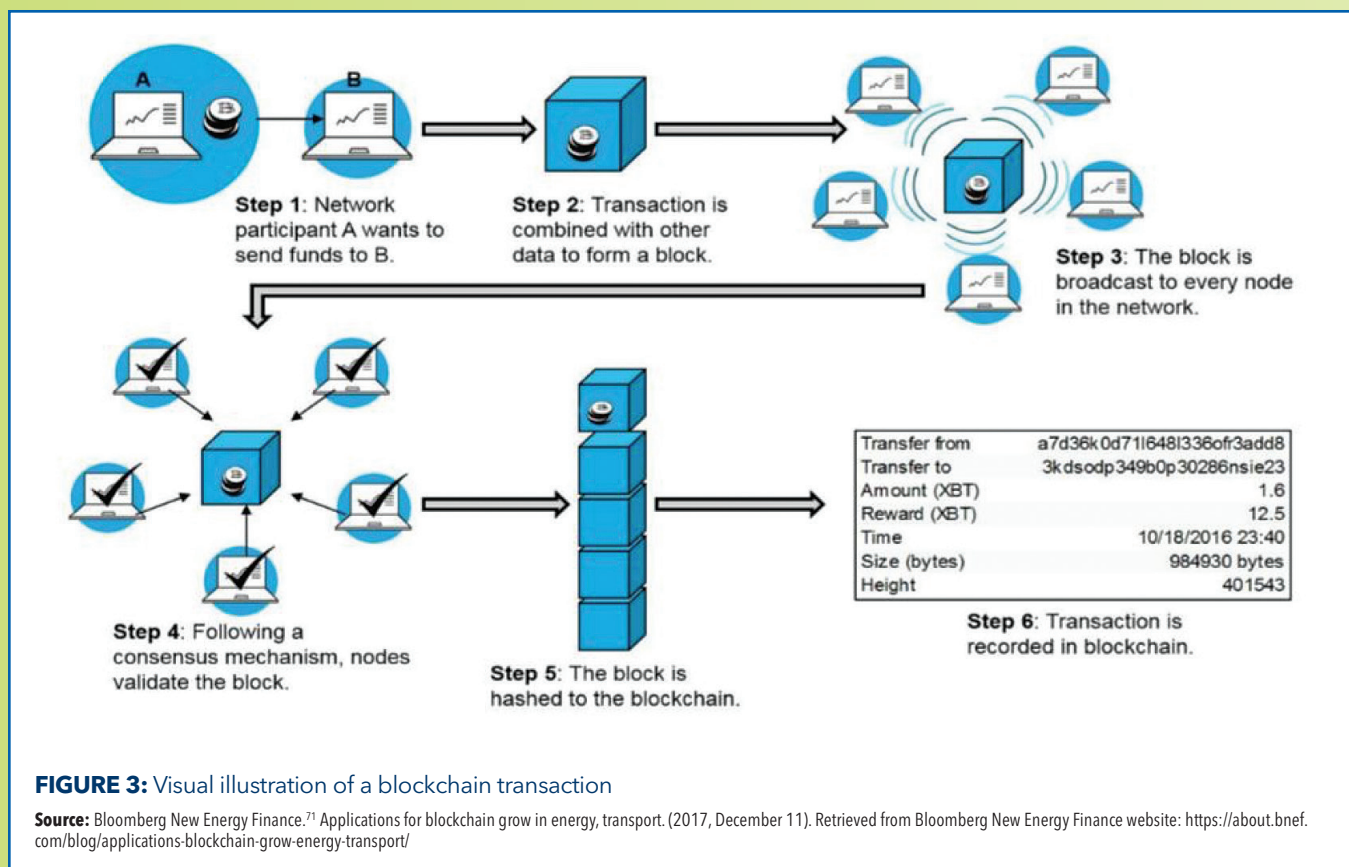 A
B
Step 1: Network
participant A wants to
send funds to B.
Step 2: Transaction is
combined with other
data to form a block.
Step 3: The block is
broadcast to every node
in the network.
Step 4: Following a
consensus mechanism, nodes
validate the block.
Step 5: The block is
hashed to the blockchain.
Transfer from a7d36k0d71l648l336ofr3add8
Transfer to 3kdsodp349b0p30286nsie23
Amount (XBT) 1.6
Reward (XBT) 12.5
Time 10/18/2016 23:40
Size (bytes) 984930 bytes
Height 401543
Step 6: Transaction is
recorded in blockchain.
FIGURE 3: Visual illustration of a blockchain transaction
Source: Bloomberg New Energy Finance.71 Applications for blockchain grow in energy, transport. (2017, December 11). Retrieved from Bloomberg New Energy Finance website: https://about.bnef.
com/blog/applications-blockchain-grow-energy-transport/